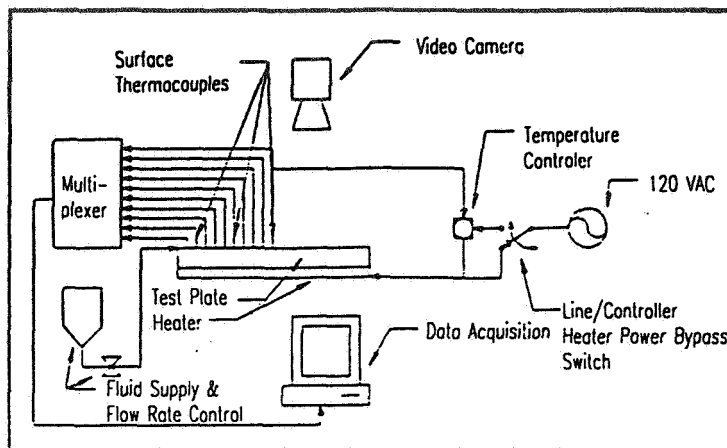 Surface
Thermocouples
Video Camera
Multi-
plexer
Temperature
Controler
120 VAC
Test Plate
Heater
Line/Controller
Heater Power Bypass
Switch
Data Acquisition
Fluid Supply &
Flow Rate Control